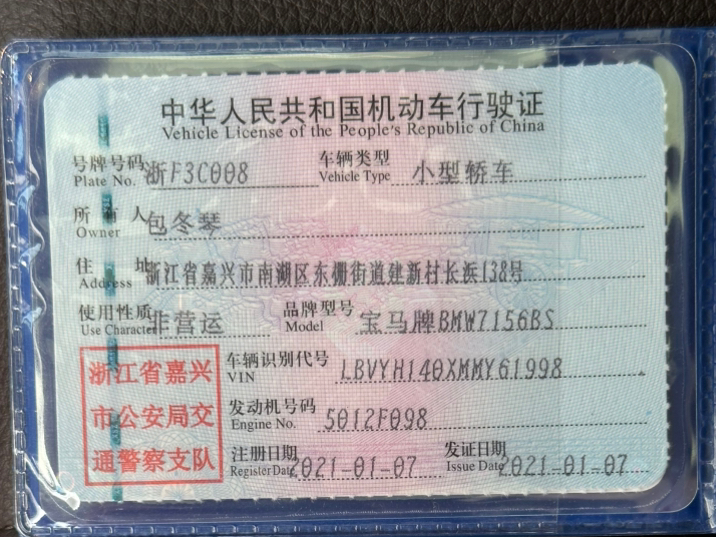 中华人民共和国机动车行驶证
Vehicle License of the People's Republic of China
号牌号码 Plate No. 浙F3C008 车辆类型 Vehicle Type 小型轿车
所有人 Owner 包冬琴
住址 Address 浙江省嘉兴市南湖区东栅街道建新村长浜138号
使用性质 Use Character 非营运 品牌型号 Model 宝马牌BMW7156BS
浙江省嘉兴
市公安局交
通警察支队
车辆识别代号 VIN LBVYH140XMMY61998
发动机号码 Engine No. 5012F098
注册日期 Register Date 2021-01-07 发证日期 Issue Date 2021-01-07